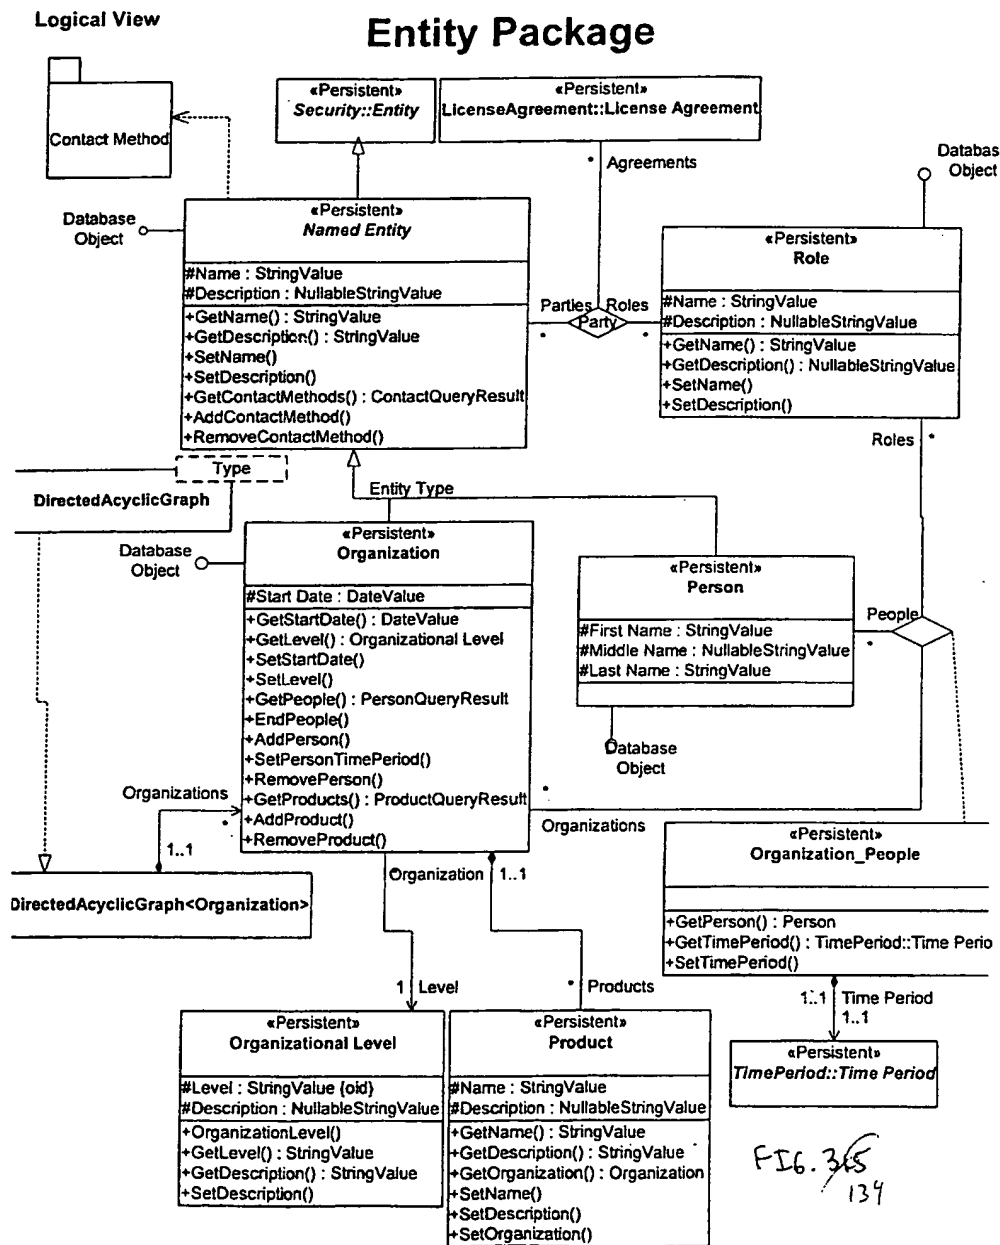 Logical View
Entity Package
Contact Method
«Persistent»
Security::Entity
«Persistent»
LicenseAgreement::License Agreement
* Agreements
Databas
Object
Database
Object
«Persistent»
Named Entity
#Name : StringValue
#Description : NullableStringValue
+GetName() : StringValue
+GetDescription() : StringValue
+SetName()
+SetDescription()
+GetContactMethods() : ContactQueryResult
+AddContactMethod()
+RemoveContactMethod()
Parties Roles
Party
* *
«Persistent»
Role
#Name : StringValue
#Description : NullableStringValue
+GetName() : StringValue
+GetDescription() : NullableStringValue
+SetName()
+SetDescription()
Roles *
Type
DirectedAcyclicGraph
Entity Type
Database
Object
«Persistent»
Organization
#Start Date : DateValue
+GetStartDate() : DateValue
+GetLevel() : Organizational Level
+SetStartDate()
+SetLevel()
+GetPeople() : PersonQueryResult
+EndPeople()
+AddPerson()
+SetPersonTimePeriod()
+RemovePerson()
+GetProducts() : ProductQueryResult
+AddProduct()
+RemoveProduct()
«Persistent»
Person
#First Name : StringValue
#Middle Name : NullableStringValue
#Last Name : StringValue
People
*
Database
Object
Organizations
*
1..1
*
Organizations
DirectedAcyclicGraph<Organization>
Organization
1..1
«Persistent»
Organization_People
+GetPerson() : Person
+GetTimePeriod() : TimePeriod::Time Perio
+SetTimePeriod()
1 Level
* Products
1..1 Time Period
1..1
«Persistent»
TimePeriod::Time Period
«Persistent»
Organizational Level
#Level : StringValue {oid}
#Description : NullableStringValue
+OrganizationLevel()
+GetLevel() : StringValue
+GetDescription() : StringValue
+SetDescription()
«Persistent»
Product
#Name : StringValue
#Description : NullableStringValue
+GetName() : StringValue
+GetDescription() : StringValue
+GetOrganization() : Organization
+SetName()
+SetDescription()
+SetOrganization()
FIG. 
134